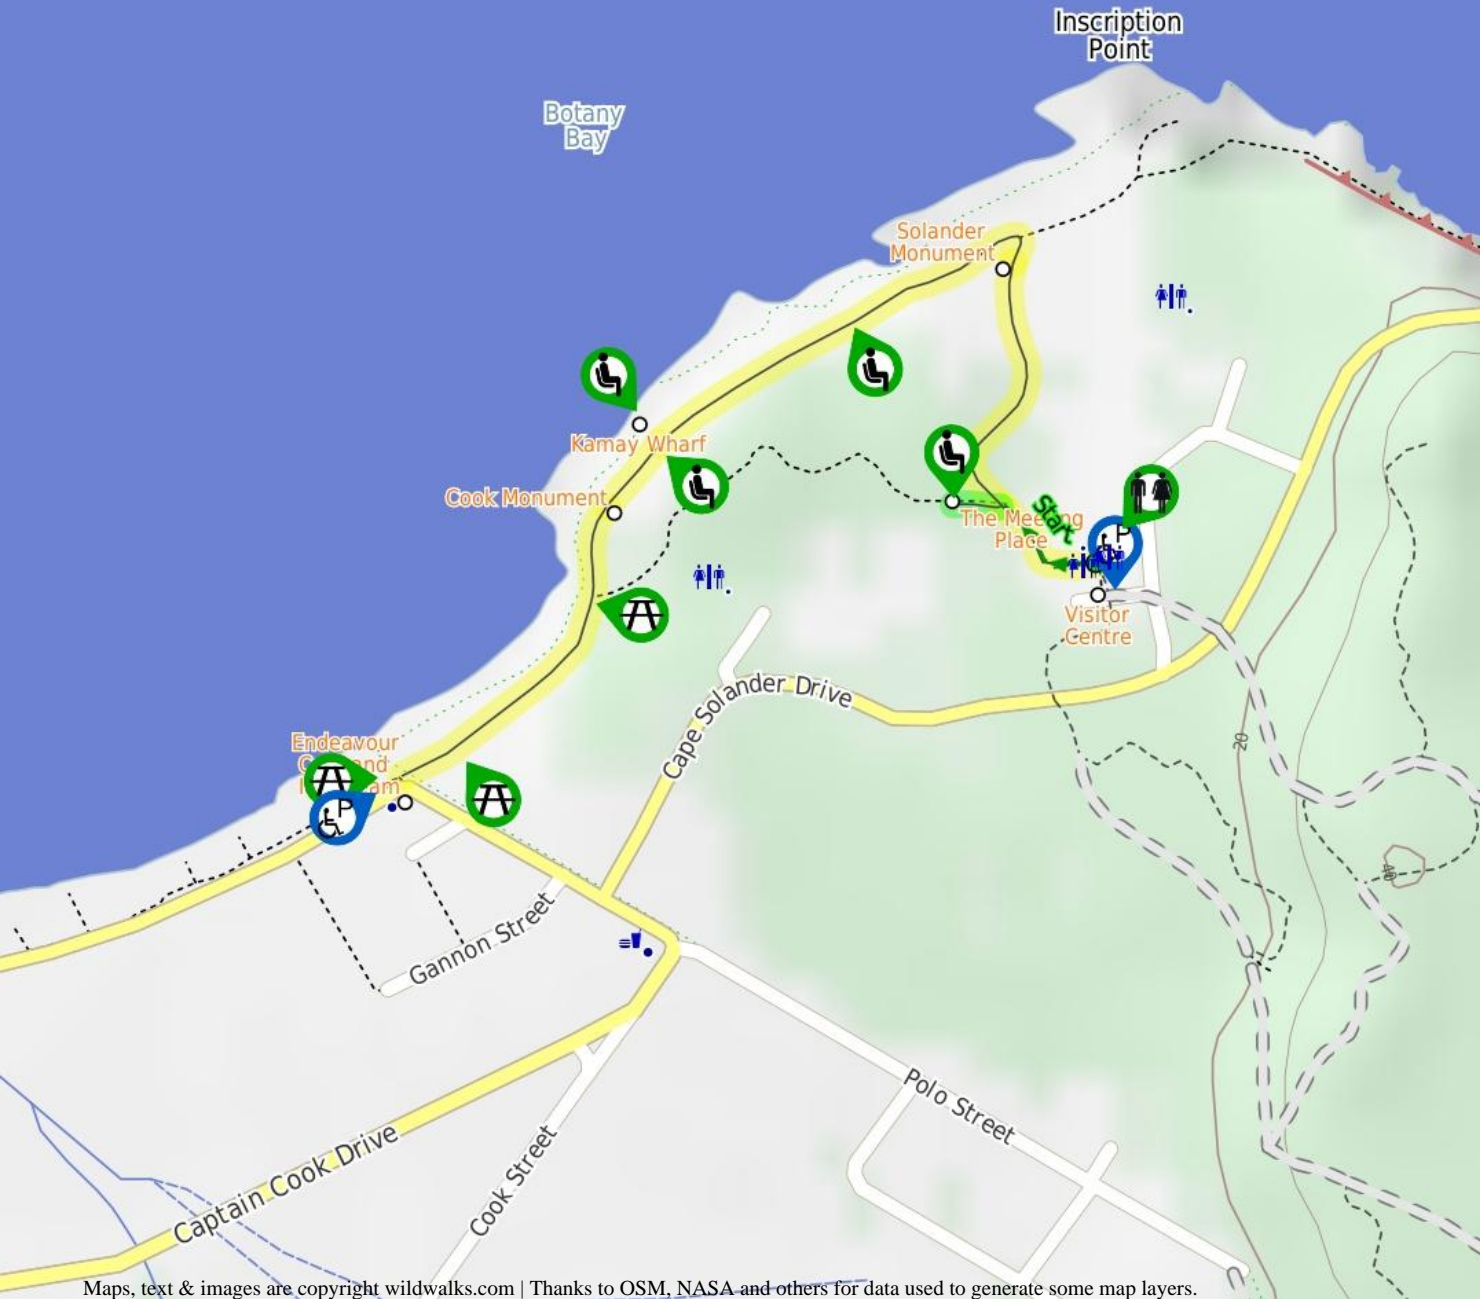 Inscription
Point
Botany
Bay
Solander
Monument
Kamay Wharf
Cook Monument
Start
The Meeting
Place
P
Visitor
Centre
Cape Solander Drive
Endeavour
P
20
40
Gannon Street
Polo Street
Captain Cook Drive
Cook Street
Maps, text & images are copyright wildwalks.com | Thanks to OSM, NASA and others for data used to generate some map layers.